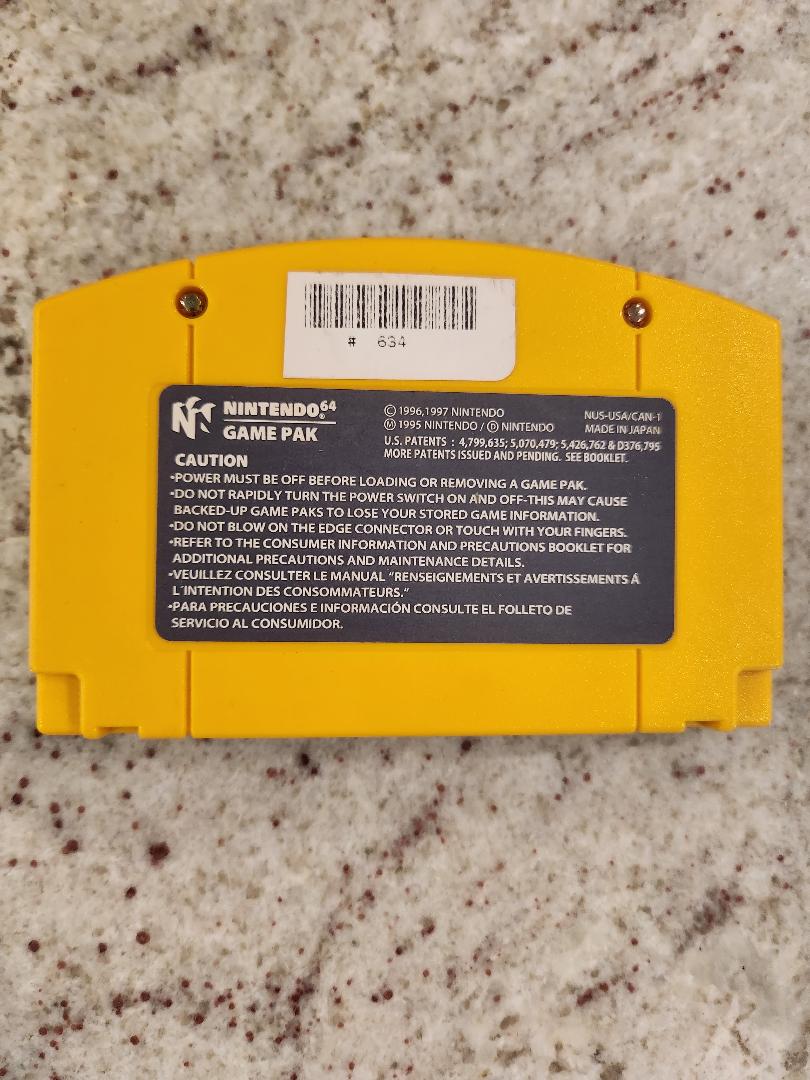 # 634
NINTENDO64®
GAME PAK
©1996,1997 NINTENDO
Ⓜ1995 NINTENDO / Ⓟ NINTENDO
NUS-USA/CAN-1
MADE IN JAPAN
U.S. PATENTS : 4,799,635; 5,070,479; 5,426,762 & D376,795
MORE PATENTS ISSUED AND PENDING. SEE BOOKLET.
CAUTION
•POWER MUST BE OFF BEFORE LOADING OR REMOVING A GAME PAK.
•DO NOT RAPIDLY TURN THE POWER SWITCH ON AND OFF-THIS MAY CAUSE
BACKED-UP GAME PAKS TO LOSE YOUR STORED GAME INFORMATION.
•DO NOT BLOW ON THE EDGE CONNECTOR OR TOUCH WITH YOUR FINGERS.
•REFER TO THE CONSUMER INFORMATION AND PRECAUTIONS BOOKLET FOR
ADDITIONAL PRECAUTIONS AND MAINTENANCE DETAILS.
•VEUILLEZ CONSULTER LE MANUAL "RENSEIGNEMENTS ET AVERTISSEMENTS Á
L'INTENTION DES CONSOMMATEURS."
•PARA PRECAUCIONES E INFORMACIÓN CONSULTE EL FOLLETO DE
SERVICIO AL CONSUMIDOR.